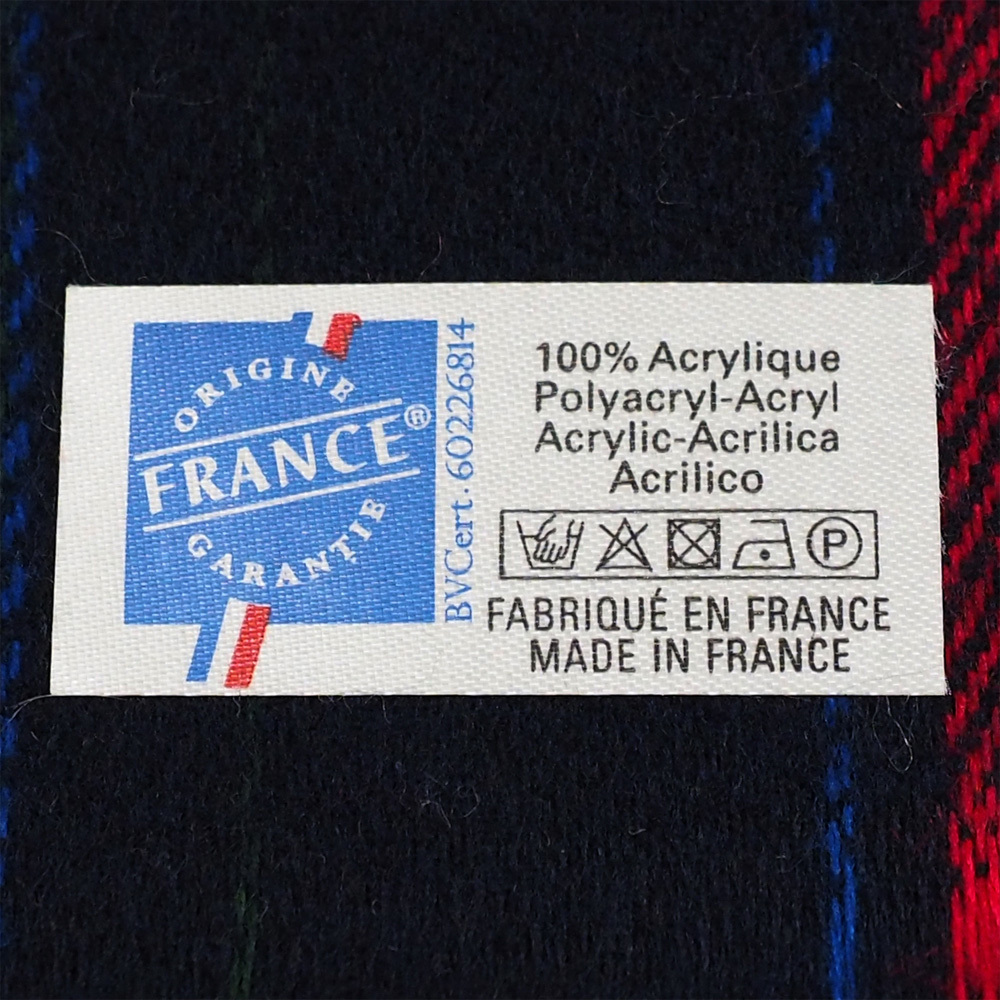 ORIGINE
FRANCE®
GARANTIE
BVCert. 60226814
100% Acrylique
Polyacryl-Acryl
Acrylic-Acrilica
Acrilico
P
FABRIQUÉ EN FRANCE
MADE IN FRANCE